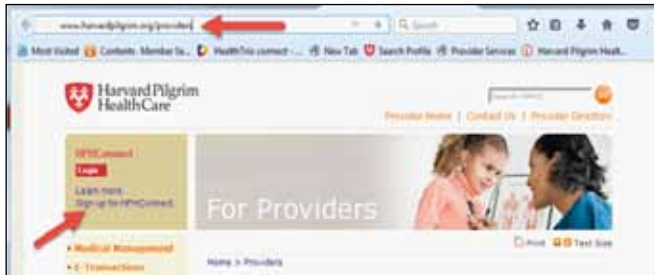 www.harvardpilgrim.org/providers
Search
Most Visited Contents Member Se... HealthTrio connect -... New Tab Search Profile Provider Services Harvard Pilgrim Healt...
Harvard Pilgrim
HealthCare
Provider Home | Contact Us | Provider Directory
HPHConnect
Login
Learn more
Sign up for HPHConnect
For Providers
Print Text Size
Medical Management
Home > Providers
E-Transactions